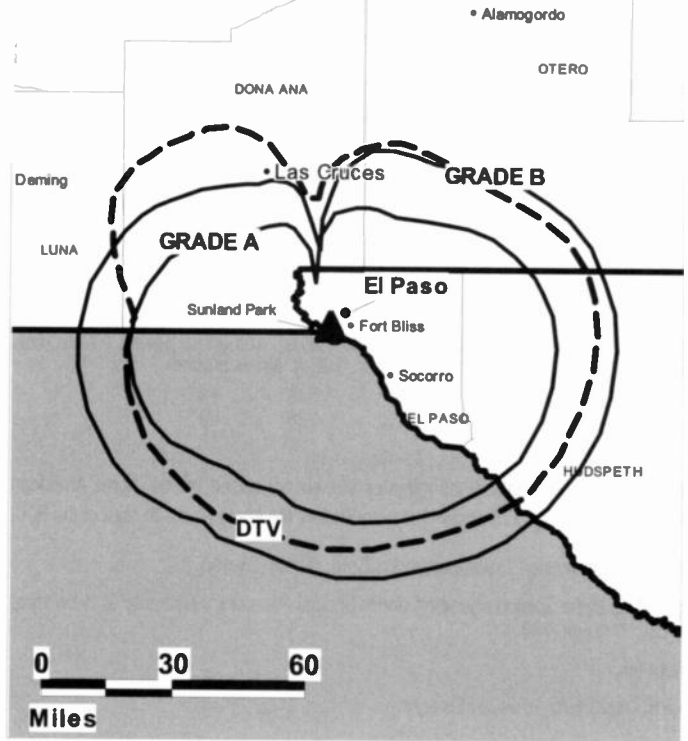 Alamogordo
OTERO
DONA ANA
Las Cruces
Deming
GRADE B
LUNA
GRADE A
El Paso
Sunland Park
Fort Bliss
Socorro
EL PASO
HUDSPETH
DTV
0 30 60
Miles